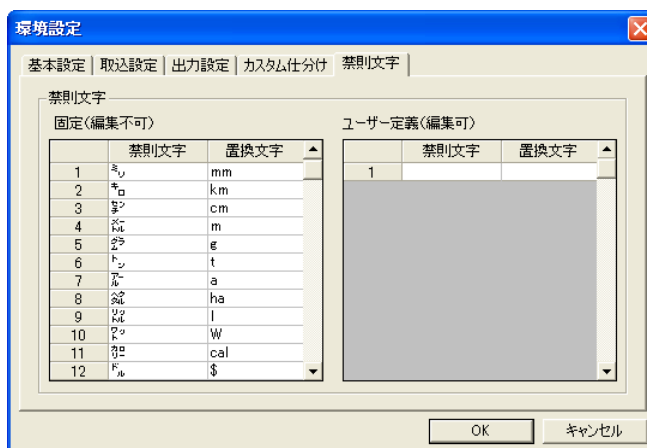 環境設定
基本設定 取込設定 出力設定 カスタム仕分け 禁則文字
禁則文字
固定(編集不可)
禁則文字 置換文字
1 ㍉ mm
2 ㌔ km
3 ㌢ cm
4 ㍍ m
5 ㌘ g
6 ㌧ t
7 ㌃ a
8 ㌶ ha
9 ㍑ l
10 ㍗ W
11 ㌍ cal
12 ㌦ $
ユーザー定義(編集可)
禁則文字 置換文字
1
OK キャンセル